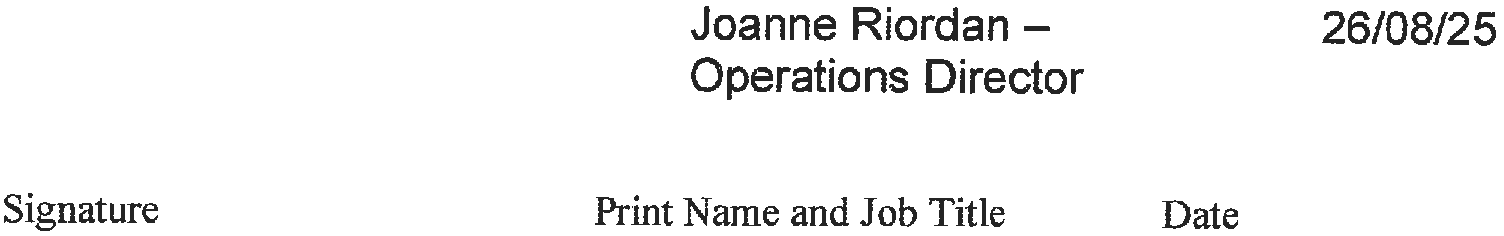 Joanne Riordan – 26/08/25
Operations Director
Signature Print Name and Job Title Date